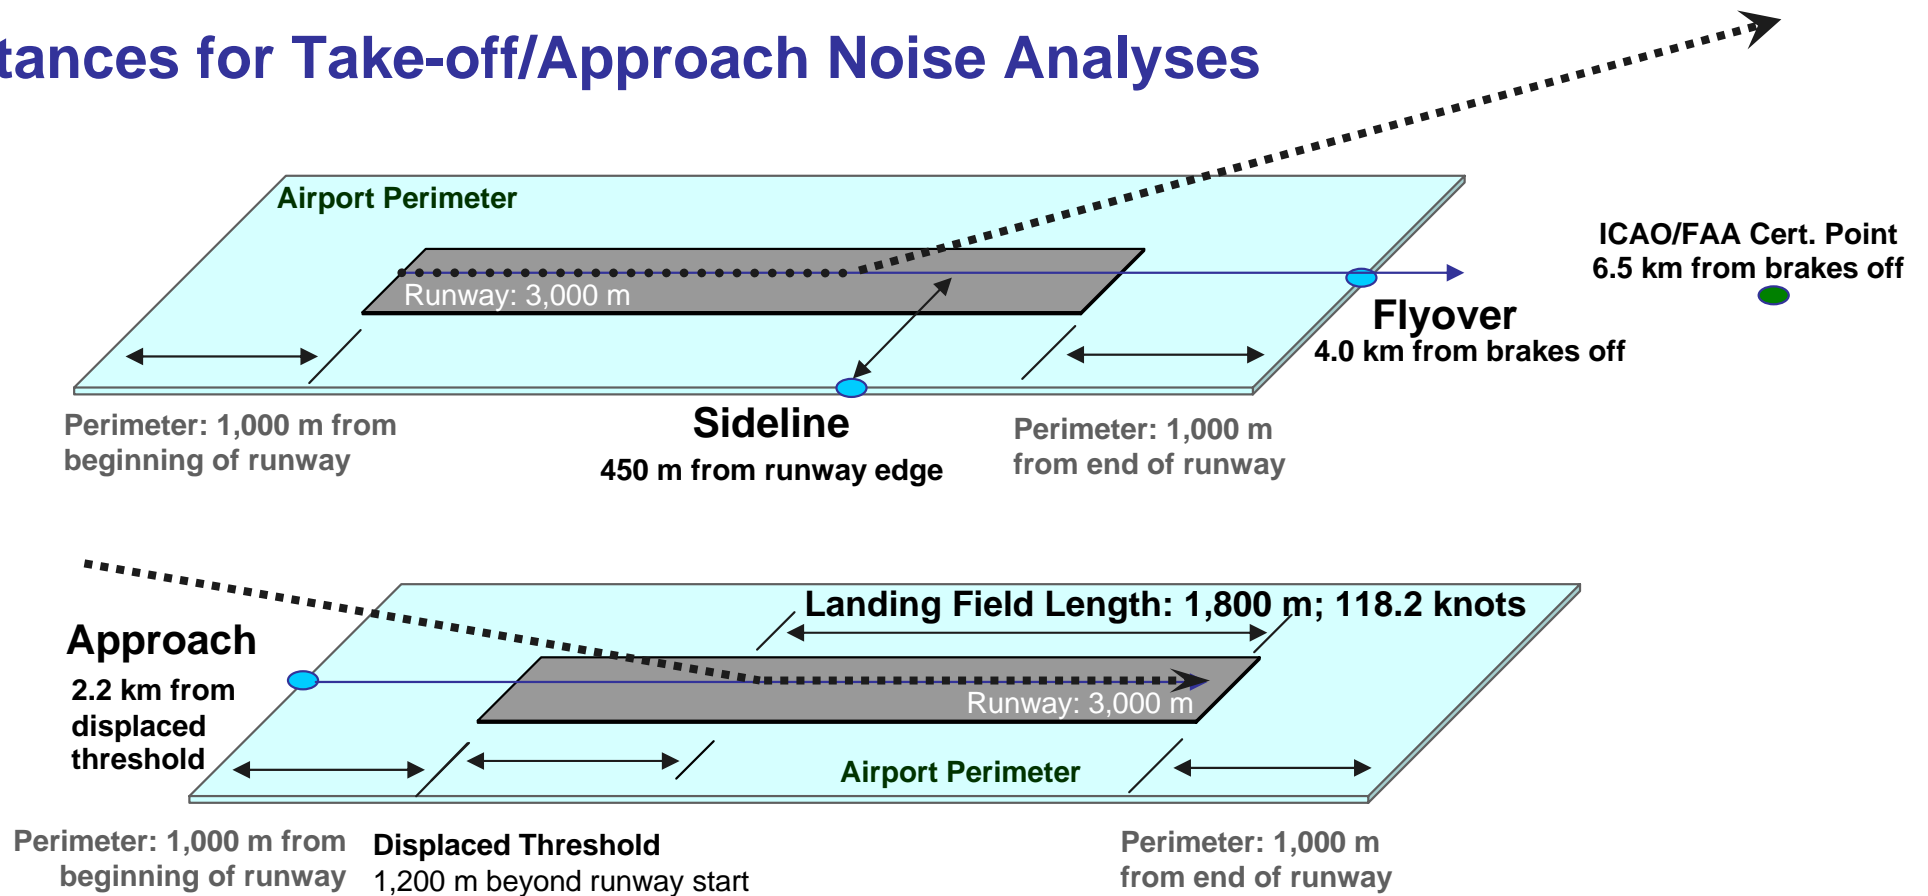 tances for Take-off/Approach Noise Analyses
Airport Perimeter
ICAO/FAA Cert. Point
6.5 km from brakes off
Runway: 3,000 m
Flyover
4.0 km from brakes off
Perimeter: 1,000 m from
beginning of runway
Sideline
450 m from runway edge
Perimeter: 1,000 m
from end of runway
Landing Field Length: 1,800 m; 118.2 knots
Approach
2.2 km from
displaced
threshold
Runway: 3,000 m
Airport Perimeter
Perimeter: 1,000 m from
beginning of runway
Displaced Threshold
1,200 m beyond runway start
Perimeter: 1,000 m
from end of runway